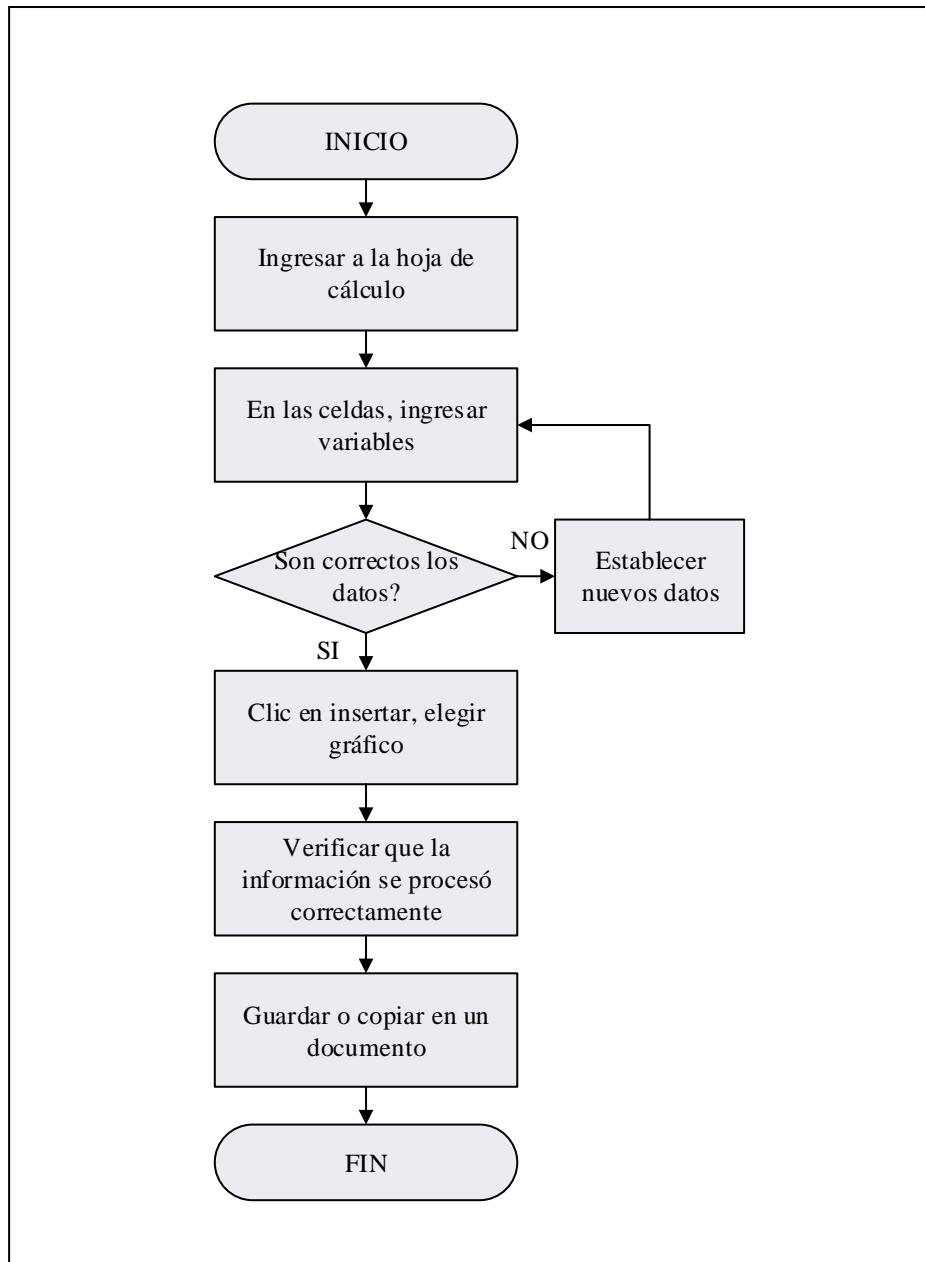 INICIO
Ingresar a la hoja de
cálculo
En las celdas, ingresar
variables
Son correctos los
datos?
NO
Establecer
nuevos datos
SI
Clic en insertar, elegir
gráfico
Verificar que la
información se procesó
correctamente
Guardar o copiar en un
documento
FIN